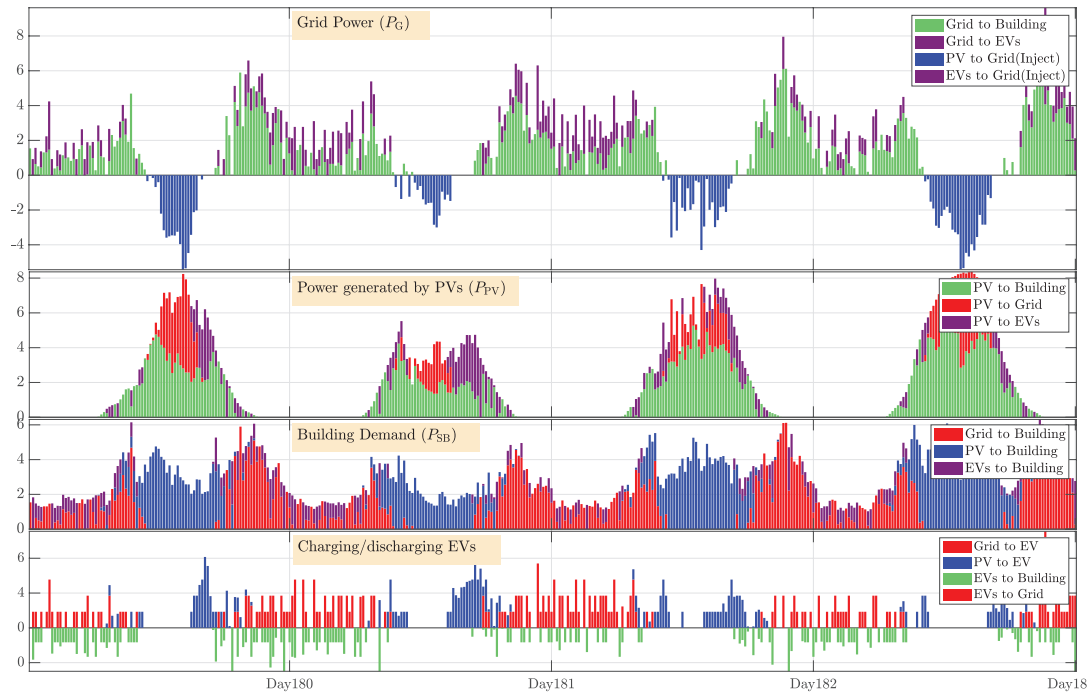 Grid Power (P_G)
Grid to Building
Grid to EVs
PV to Grid(Inject)
EVs to Grid(Inject)
8
6
4
2
0
-2
-4
Power generated by PVs (P_PV)
PV to Building
PV to Grid
PV to EVs
8
6
4
2
0
Building Demand (P_SB)
Grid to Building
PV to Building
EVs to Building
6
4
2
0
Charging/discharging EVs
Grid to EV
PV to EV
EVs to Building
EVs to Grid
6
4
0
0
Day180
Day181
Day182
Day18